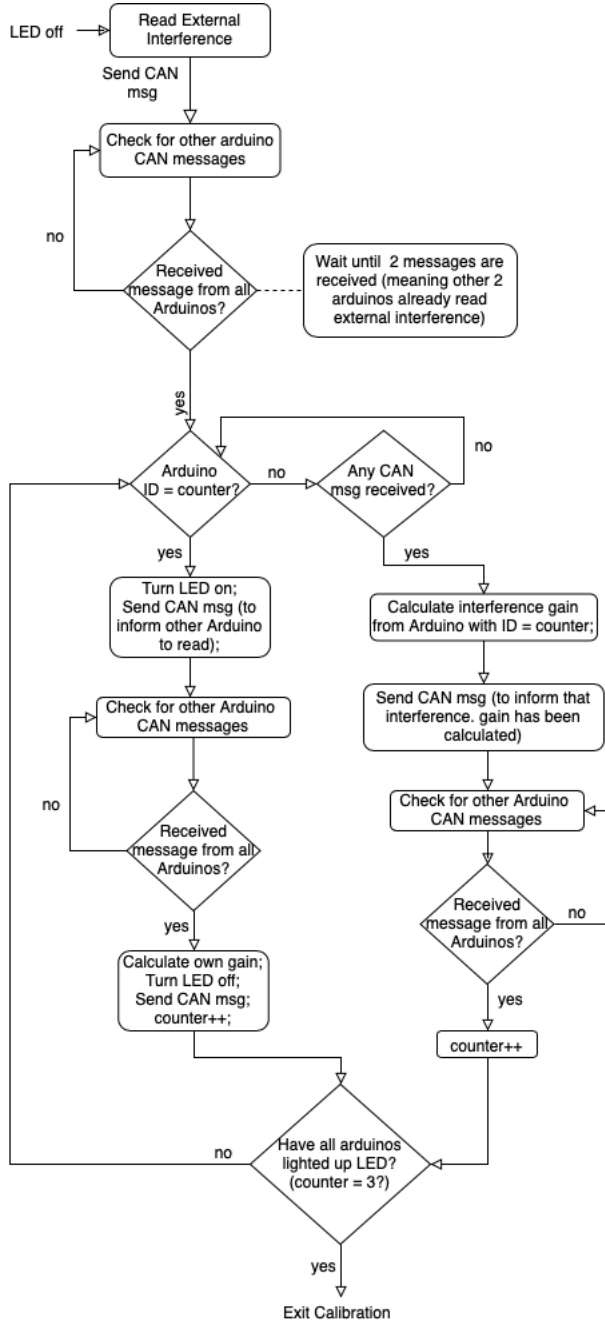 LED off
Read External
Interference
Send CAN
msg
Check for other arduino
CAN messages
no
Received
message from all
Arduinos?
Wait until 2 messages are
received (meaning other 2
arduinos already read
external interference)
yes
Arduino
ID = counter?
no
Any CAN
msg received?
no
yes
yes
Turn LED on;
Send CAN msg (to
inform other Arduino
to read);
Calculate interference gain
from Arduino with ID = counter;
Check for other Arduino
CAN messages
Send CAN msg (to inform that
interference. gain has been
calculated)
no
Received
message from all
Arduinos?
Check for other Arduino
CAN messages
yes
Received
message from all
Arduinos?
no
Calculate own gain;
Turn LED off;
Send CAN msg;
counter++;
yes
counter++
no
Have all arduinos
lighted up LED?
(counter = 3?)
yes
Exit Calibration